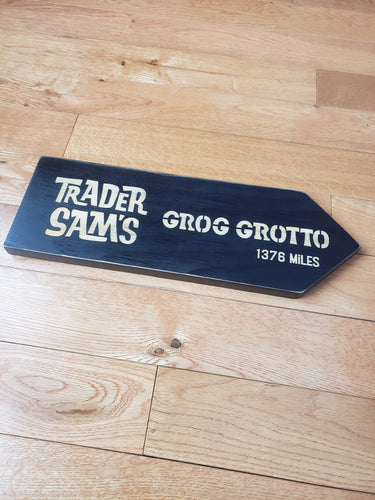 TRADER
SAM'S
GROG GROTTO
1376 MiLES